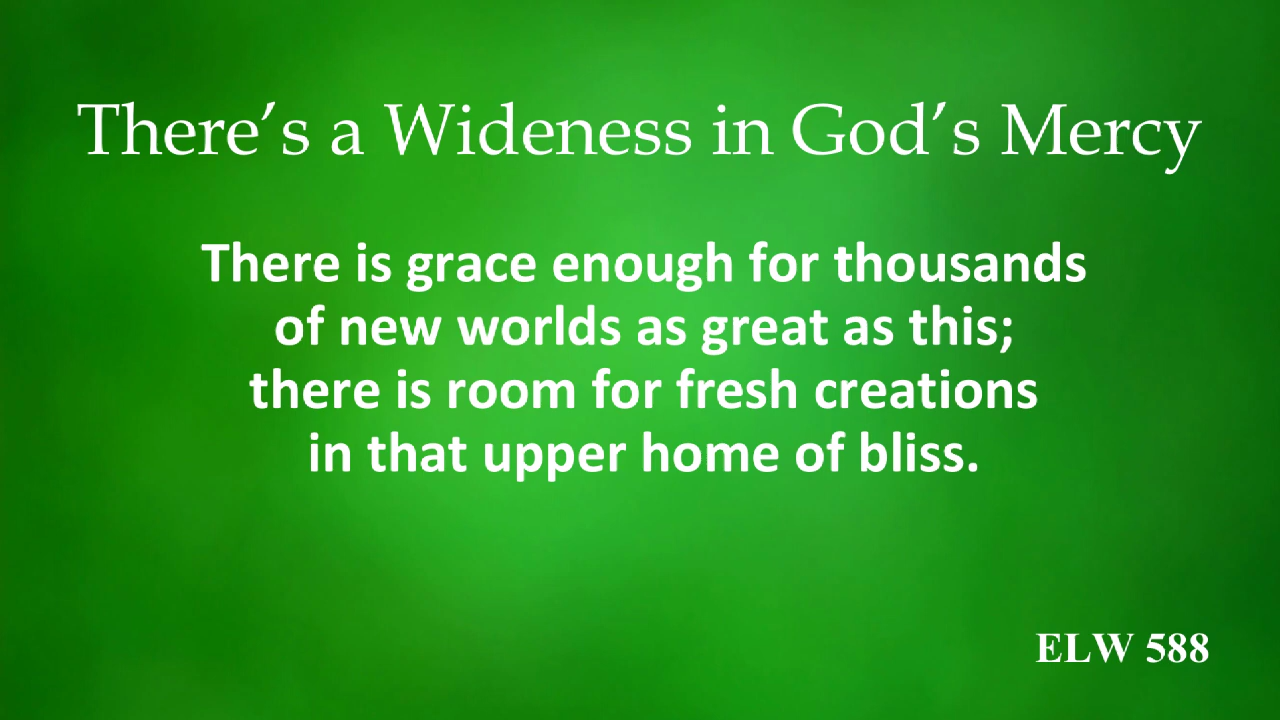 There’s a Wideness in God’s Mercy
There is grace enough for thousands
of new worlds as great as this;
there is room for fresh creations
in that upper home of bliss.
ELW 588